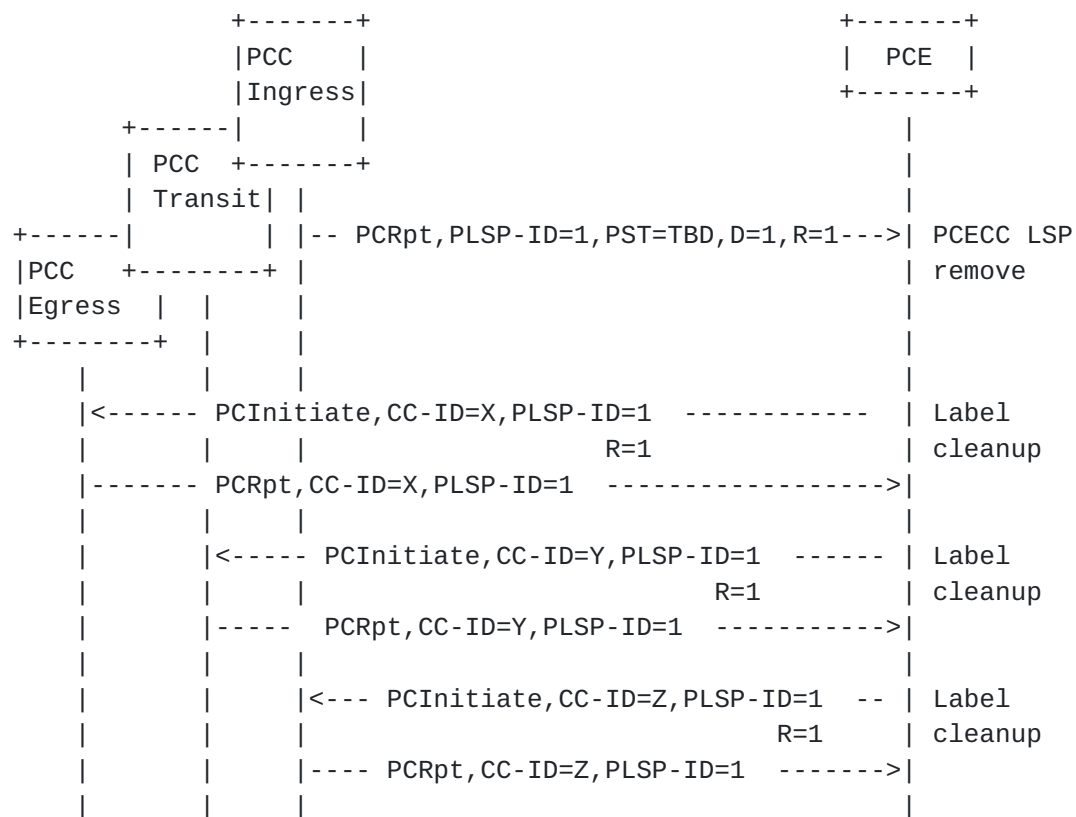 +-------+                              +-------+
              |PCC    |                              |  PCE  |
              |Ingress|                              +-------+
       +------|       |                                  |
       | PCC  +-------+                                  |
       | Transit| |                                      |
+------|        | |-- PCRpt,PLSP-ID=1,PST=TBD,D=1,R=1--->| PCECC LSP
|PCC   +--------+ |                                      | remove
|Egress  |  |     |                                      |
+--------+  |     |                                      |
    |       |     |                                      |
    |<------ PCInitiate,CC-ID=X,PLSP-ID=1  ------------  | Label
    |       |     |                   R=1                | cleanup
    |------- PCRpt,CC-ID=X,PLSP-ID=1  ------------------>|
    |       |     |                                      |
    |       |<----- PCInitiate,CC-ID=Y,PLSP-ID=1  ------ | Label
    |       |     |                          R=1         | cleanup
    |       |-----  PCRpt,CC-ID=Y,PLSP-ID=1  ----------->|
    |       |     |                                      |
    |       |     |<--- PCInitiate,CC-ID=Z,PLSP-ID=1  -- | Label
    |       |     |                              R=1     | cleanup
    |       |     |---- PCRpt,CC-ID=Z,PLSP-ID=1  ------->|
    |       |     |                                      |